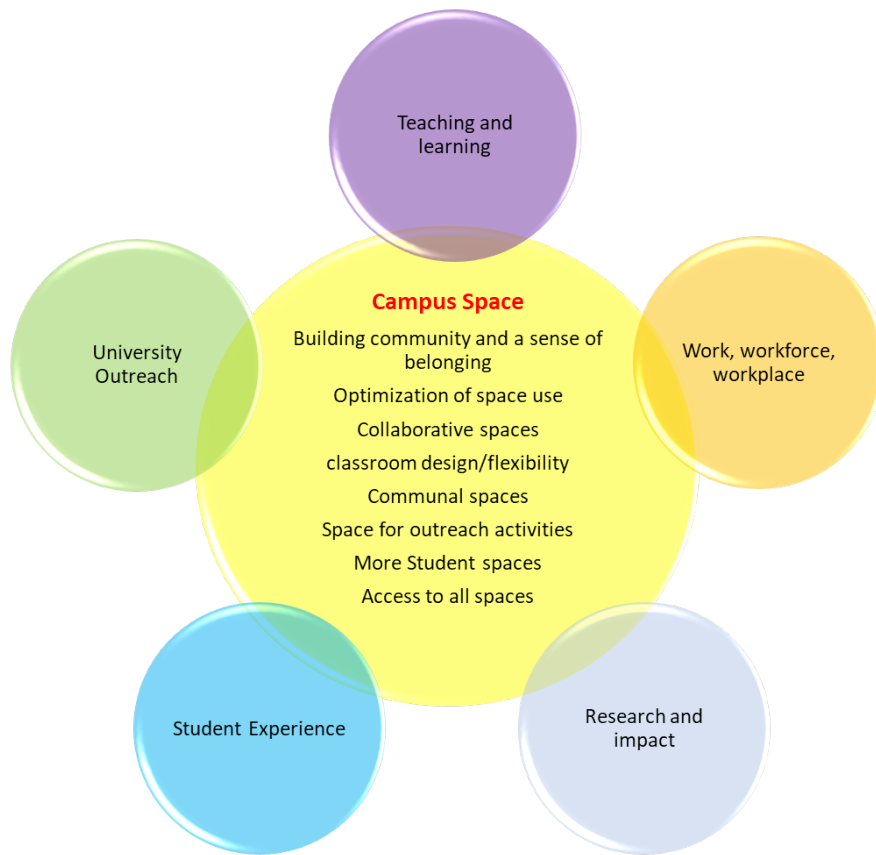 Teaching and
learning
Campus Space
Building community and a sense of
belonging
Optimization of space use
Collaborative spaces
classroom design/flexibility
Communal spaces
Space for outreach activities
More Student spaces
Access to all spaces
University
Outreach
Work, workforce,
workplace
Student Experience
Research and
impact